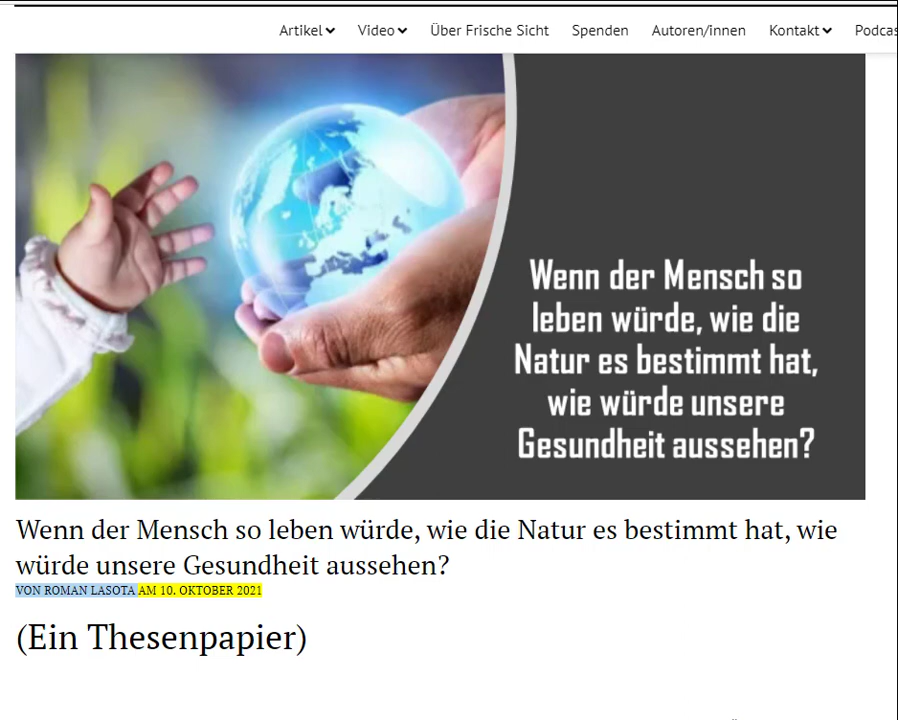 Artikel Video Über Frische Sicht Spenden Autoren/innen Kontakt
Wenn der Mensch so
leben würde, wie die
Natur es bestimmt hat,
wie würde unsere
Gesundheit aussehen?
Wenn der Mensch so leben würde, wie die Natur es bestimmt hat, wie
würde unsere Gesundheit aussehen?
VON ROMAN LASOTA AM 10. OKTOBER 2021
(Ein Thesenpapier)